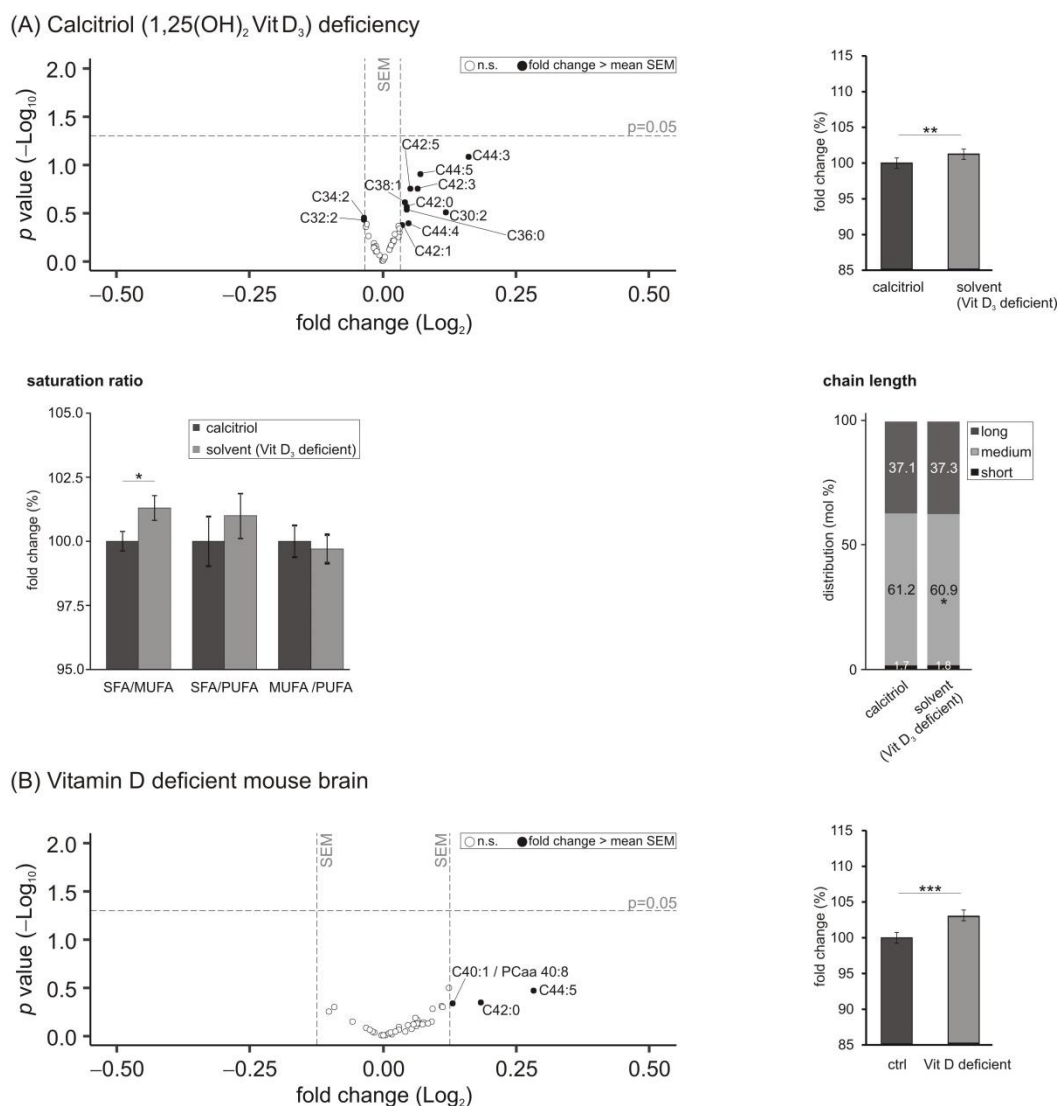 (A) Calcitriol (1,25(OH)₂ Vit D₃) deficiency
p value (−Log₁₀)
2.0
1.5
1.0
0.5
0.0
SEM
n.s.
fold change > mean SEM
p=0.05
C42:5
C44:3
C44:5
C38:1
C42:3
C34:2
C42:0
C32:2
C30:2
C44:4
C36:0
C42:1
−0.50
−0.25
0.00
0.25
0.50
fold change (Log₂)
fold change (%)
115
110
105
100
95
90
85
**
calcitriol
solvent
(Vit D₃ deficient)
saturation ratio
fold change (%)
105.0
102.5
100.0
97.5
95.0
calcitriol
solvent (Vit D₃ deficient)
*
SFA/MUFA
SFA/PUFA
MUFA /PUFA
chain length
distribution (mol %)
100
50
0
long
medium
short
37.1
37.3
61.2
60.9
*
1.7
1.8
calcitriol
solvent
(Vit D₃ deficient)
(B) Vitamin D deficient mouse brain
p value (−Log₁₀)
2.0
1.5
1.0
0.5
0.0
SEM
SEM
n.s.
fold change > mean SEM
p=0.05
C40:1 / PCaa 40:8
C44:5
C42:0
−0.50
−0.25
0.00
0.25
0.50
fold change (Log₂)
fold change (%)
115
110
105
100
95
90
85
***
ctrl
Vit D deficient